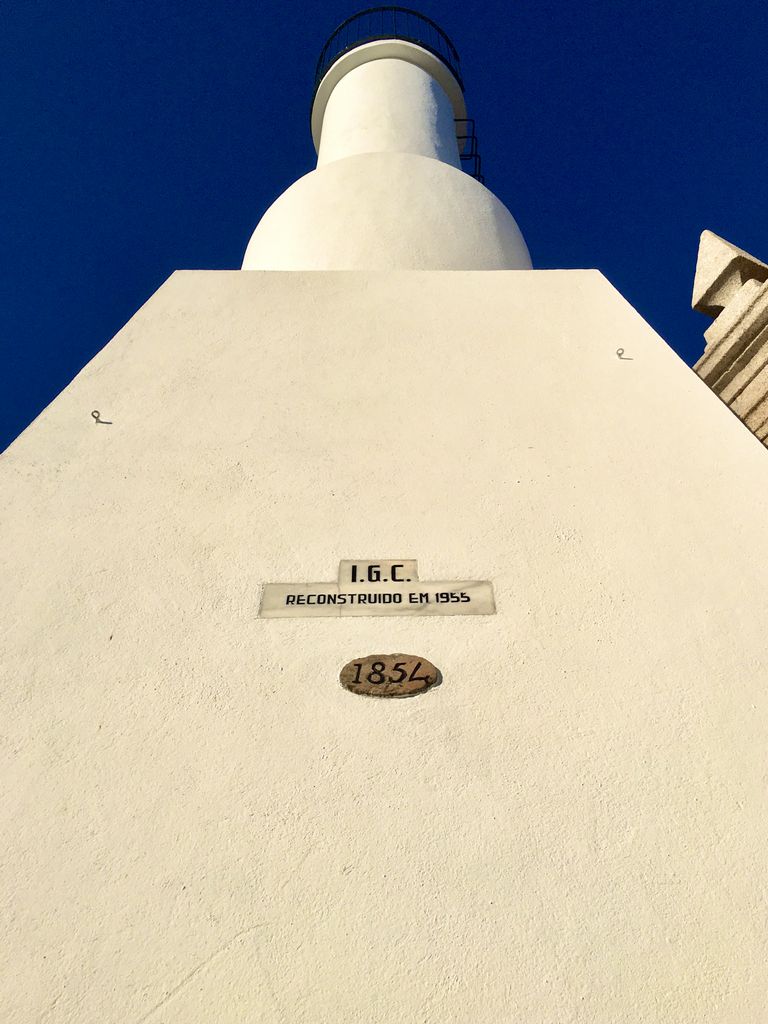 I.G.C.
RECONSTRUIDO EM 1955
1854